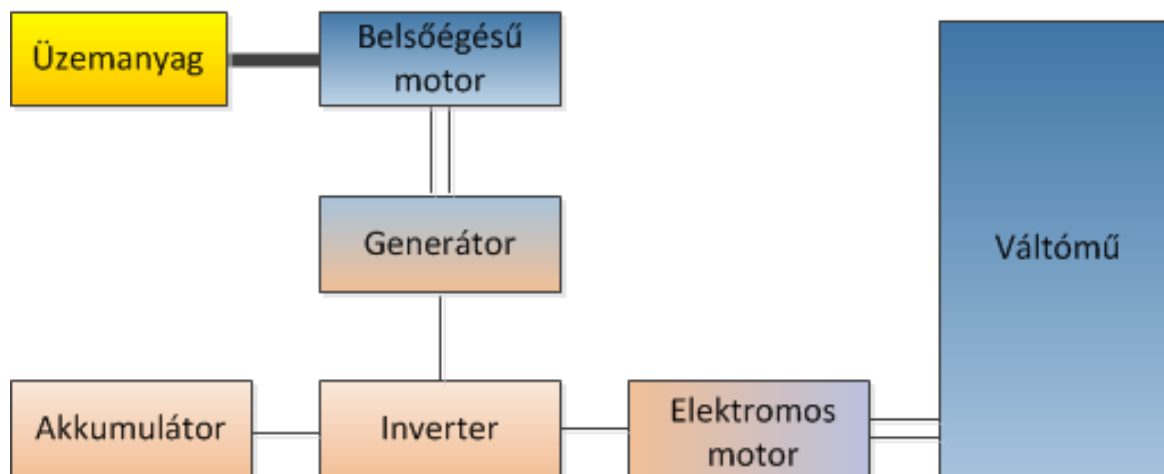 Üzemanyag
Belsőégésű
motor
Generátor
Váltómű
Akkumulátor
Inverter
Elektromos
motor